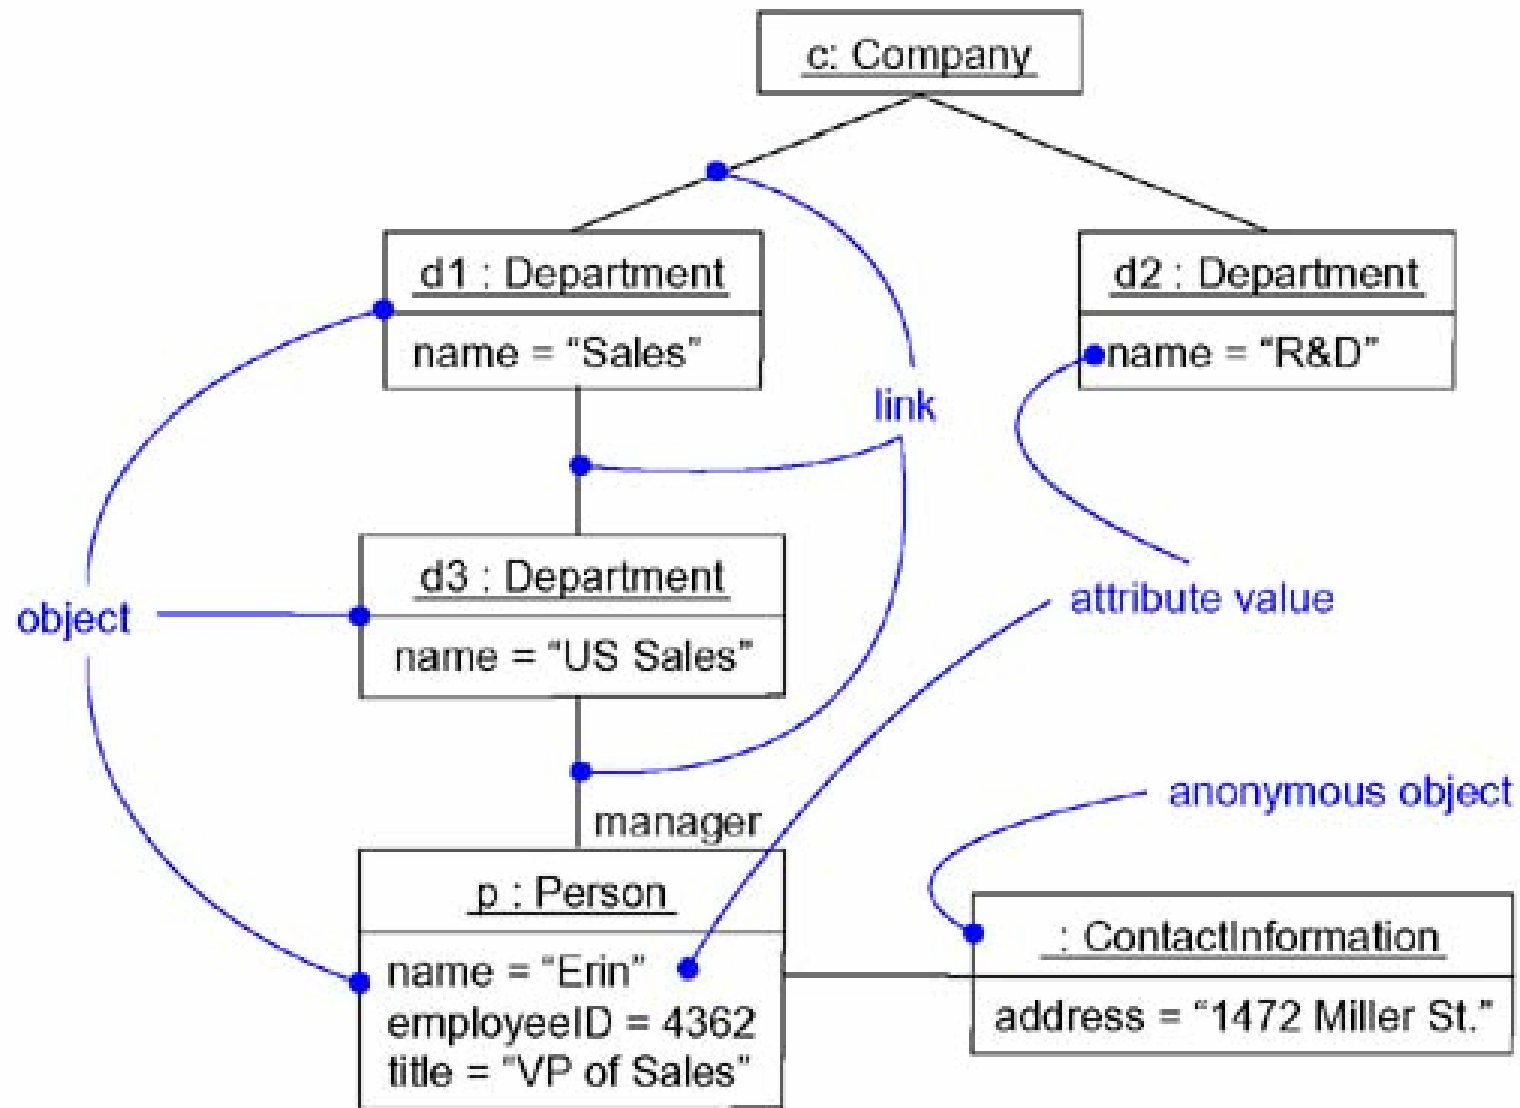 c: Company
d1 : Department
name = “Sales”
d2 : Department
name = “R&D”
link
d3 : Department
name = “US Sales”
object
attribute value
anonymous object
manager
p : Person
name = “Erin”
employeeID = 4362
title = “VP of Sales”
: ContactInformation
address = “1472 Miller St.”